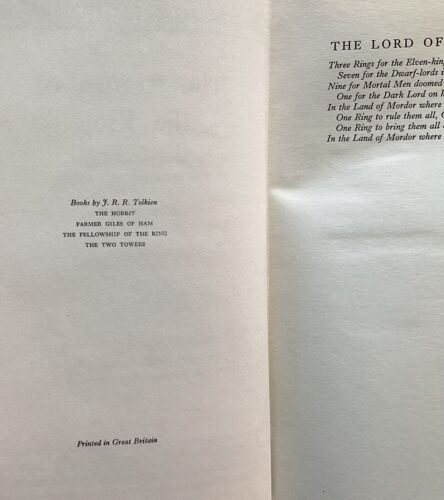 Books by J. R. R. Tolkien
THE HOBBIT
FARMER GILES OF HAM
THE FELLOWSHIP OF THE RING
THE TWO TOWERS
Printed in Great Britain
THE LORD OF
Three Rings for the Elven-kin
Seven for the Dwarf-lords i
Nine for Mortal Men doomed
One for the Dark Lord on h
In the Land of Mordor where
One Ring to rule them all,
One Ring to bring them all
In the Land of Mordor where